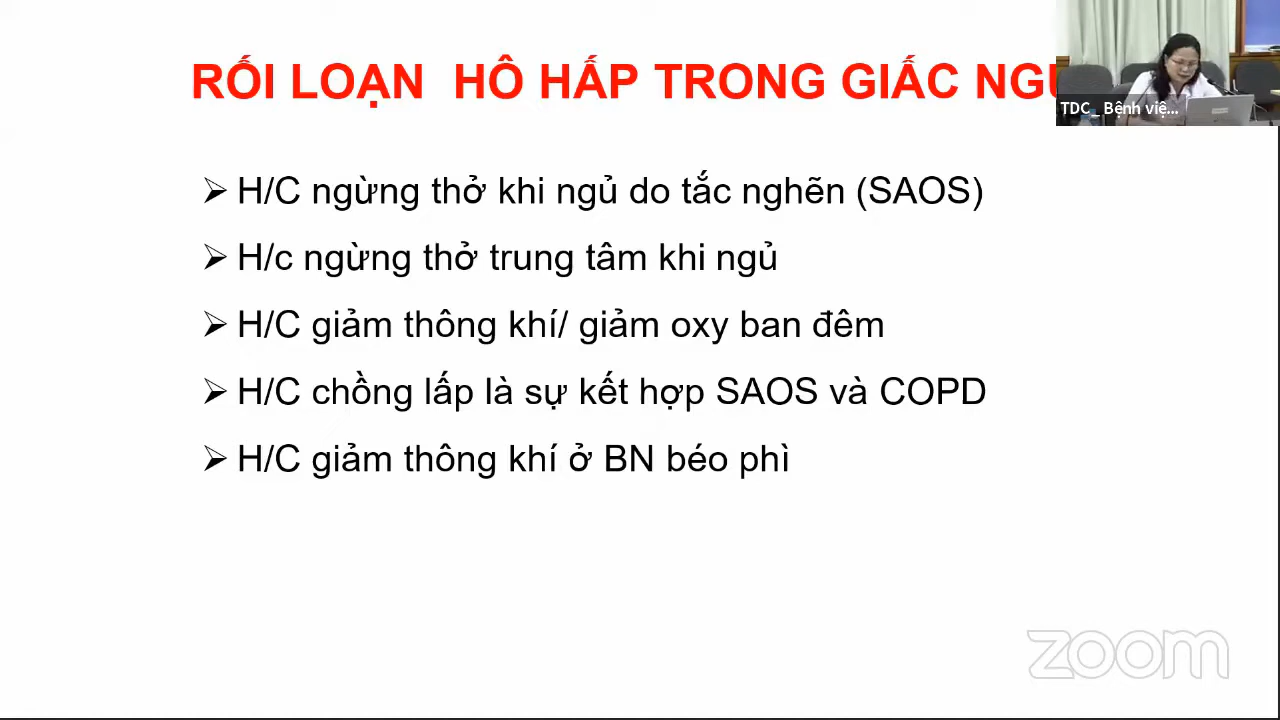 RỐI LOẠN HÔ HẤP TRONG GIẤC
TDC_ Bệnh việ...
➢ H/C ngừng thở khi ngủ do tắc nghẽn (SAOS)
➢ H/c ngừng thở trung tâm khi ngủ
➢ H/C giảm thông khí/ giảm oxy ban đêm
➢ H/C chồng lấp là sự kết hợp SAOS và COPD
➢ H/C giảm thông khí ở BN béo phì
zoom